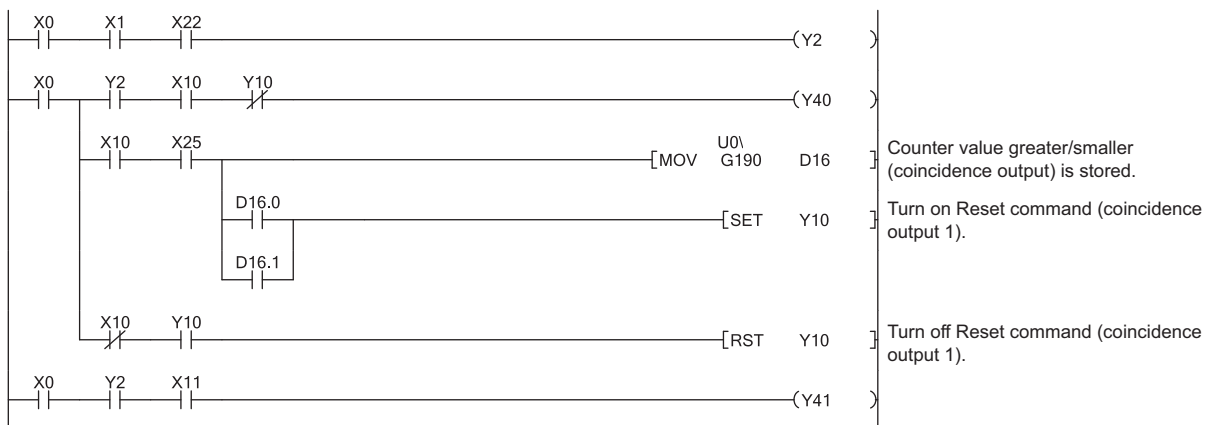 X0 X1 X22
(Y2 )
X0 Y2 X10 Y10
(Y40 )
X10 X25
[MOV U0\ G190 D16 ]
Counter value greater/smaller
(coincidence output) is stored.
D16.0
[SET Y10 ]
Turn on Reset command (coincidence
output 1).
D16.1
X10 Y10
[RST Y10 ]
Turn off Reset command (coincidence
output 1).
X0 Y2 X11
(Y41 )